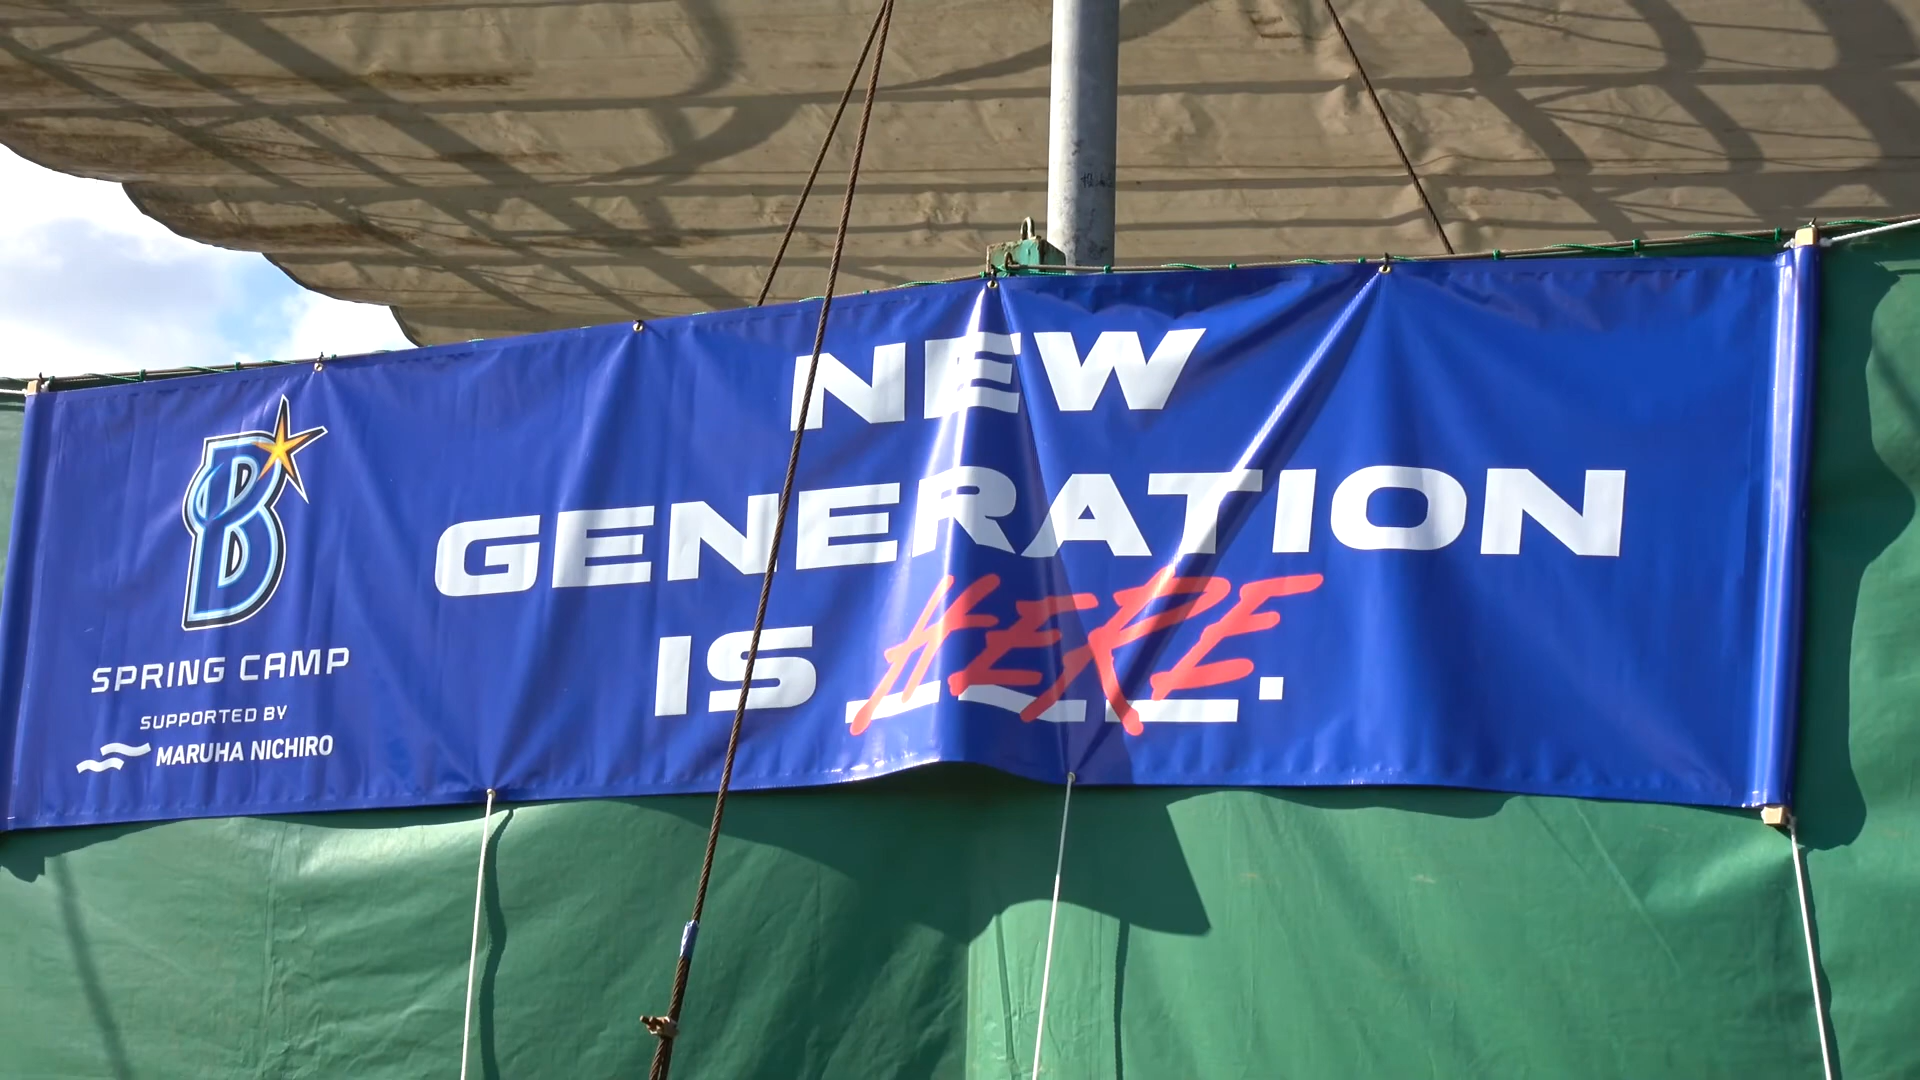 NEW
GENERATION
IS HERE.
B
SPRING CAMP
SUPPORTED BY
MARUHA NICHIRO